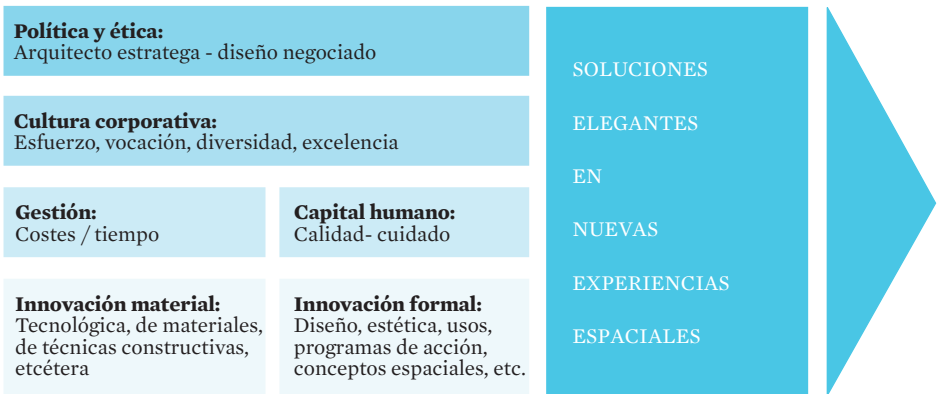 Política y ética:
Arquitecto estratega - diseño negociado
Cultura corporativa:
Esfuerzo, vocación, diversidad, excelencia
Gestión:
Costes / tiempo
Capital humano:
Calidad- cuidado
Innovación material:
Tecnológica, de materiales,
de técnicas constructivas,
etcétera
Innovación formal:
Diseño, estética, usos,
programas de acción,
conceptos espaciales, etc.
SOLUCIONES
ELEGANTES
EN
NUEVAS
EXPERIENCIAS
ESPACIALES